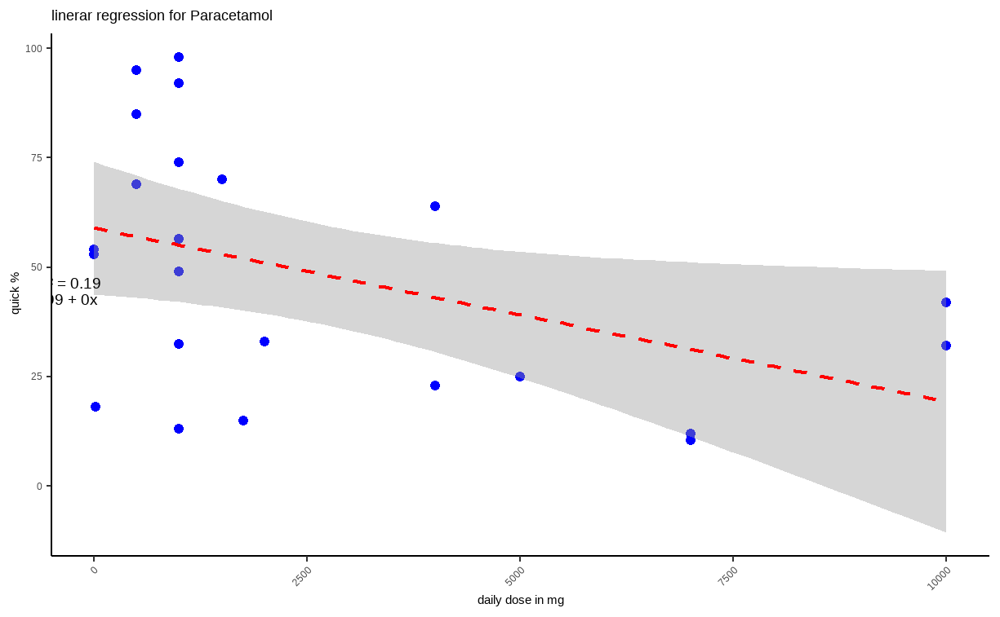 linerar regression for Paracetamol
100
75
50
25
0
quick %
= 0.19
9 + 0x
0
2500
5000
7500
10000
daily dose in mg